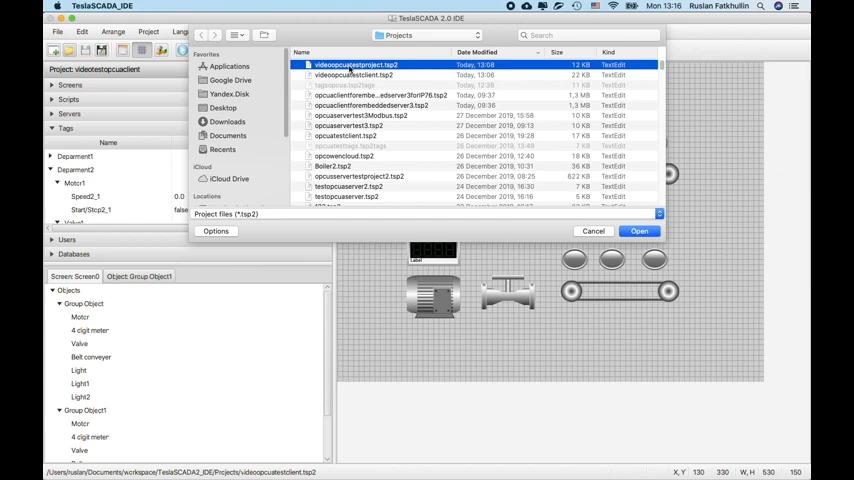 TeslaSCADA_IDE
Mon 13:16 Ruslan Fatkhullin
TeslaSCADA 2.0 IDE
File Edit Arrange Project
Projects
Search
Project: videotestopcuaclient
Screens
Scripts
Servers
Tags
Name
Deparment1
Deparment2
Motor1
Speed2_1 0.0
Start/Stop2_1 false
Users
Databases
Favorites
Applications
Google Drive
Yandex.Disk
Desktop
Downloads
Documents
Recents
iCloud
iCloud Drive
Locations
Name Date Modified Size Kind
videoopcuatestproject.tsp2 Today, 13:08 12 KB TextEdit
videoopcuatestclient.tsp2 Today, 13:08 22 KB TextEdit
Today, 12:38 11 KB TextEdit
opcuaclientforembe...edserver3forIP76.tsp2 Today, 09:37 1,3 MB TextEdit
opcuaclientforembeddedserver3.tsp2 Today, 09:36 1,3 MB TextEdit
opcuaservertest3Modbus.tsp2 27 December 2019, 15:58 10 KB TextEdit
opcuaservertest3.tsp2 27 December 2019, 09:13 10 KB TextEdit
opcuatestclient.tsp2 26 December 2019, 19:28 17 KB TextEdit
opcuatesttags.tsp2tags 26 December 2019, 13:49 7 KB TextEdit
opcowencloud.tsp2 26 December 2019, 12:40 18 KB TextEdit
Boiler2.tsp2 26 December 2019, 10:31 36 KB TextEdit
opcusservertestproject2.tsp2 26 December 2019, 08:25 622 KB TextEdit
testopcuaserver2.tsp2 24 December 2019, 16:30 7 KB TextEdit
testopcuaserver.tsp2 24 December 2019, 16:16 5 KB TextEdit
Project files (*.tsp2)
Options Cancel Open
Label
Screen: Screen0 Object: Group Object1
Objects
Group Object
Motor
4 digit meter
Valve
Belt conveyer
Light
Light1
Light2
Group Object1
Motor
4 digit meter
Valve
/Users/ruslan/Documents/workspace/TeslaSCADA2_IDE/Projects/videoopcuatestclient.tsp2
X, Y 130 330 W, H 530 150